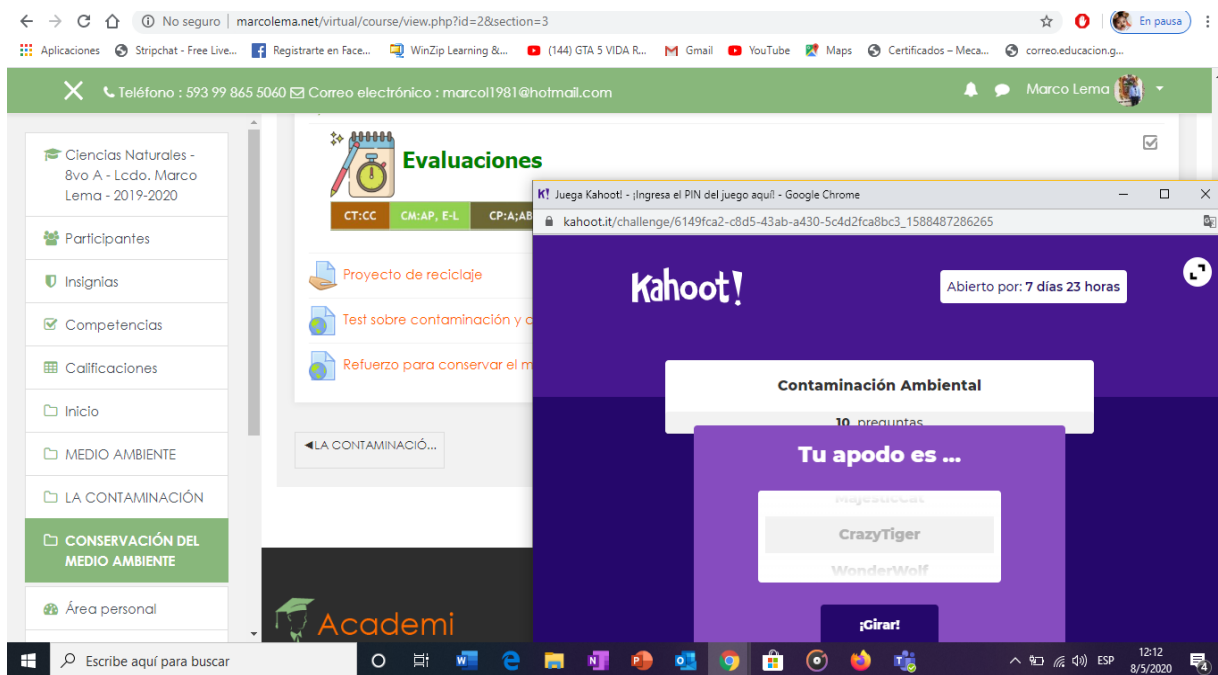 No seguro | marcolema.net/virtual/course/view.php?id=2&section=3
En pausa
Aplicaciones Stripchat - Free Live... Registrarte en Face... WinZip Learning &... (144) GTA 5 VIDA R... Gmail YouTube Maps Certificados – Meca... correo.educacion.g...
Teléfono : 593 99 865 5060 Correo electrónico : marcol1981@hotmail.com
Marco Lema
Ciencias Naturales -
8vo A - Lcdo. Marco
Lema - 2019-2020
Participantes
Insignias
Competencias
Calificaciones
Inicio
MEDIO AMBIENTE
LA CONTAMINACIÓN
CONSERVACIÓN DEL
MEDIO AMBIENTE
Área personal
Evaluaciones
CT:CC CM:AP, E-L CP:A;AB
Proyecto de reciclaje
Test sobre contaminación y c
Refuerzo para conservar el m
◄LA CONTAMINACIÓ...
Academi
K! Juega Kahoot! - ¡Ingresa el PIN del juego aquí! - Google Chrome
kahoot.it/challenge/6149fca2-c8d5-43ab-a430-5c4d2fca8bc3_1588487286265
Kahoot!
Abierto por: 7 días 23 horas
Contaminación Ambiental
10 preguntas
Tu apodo es ...
MajesticCat
CrazyTiger
WonderWolf
¡Girar!
Escribe aquí para buscar
ESP
12:12
8/5/2020
4